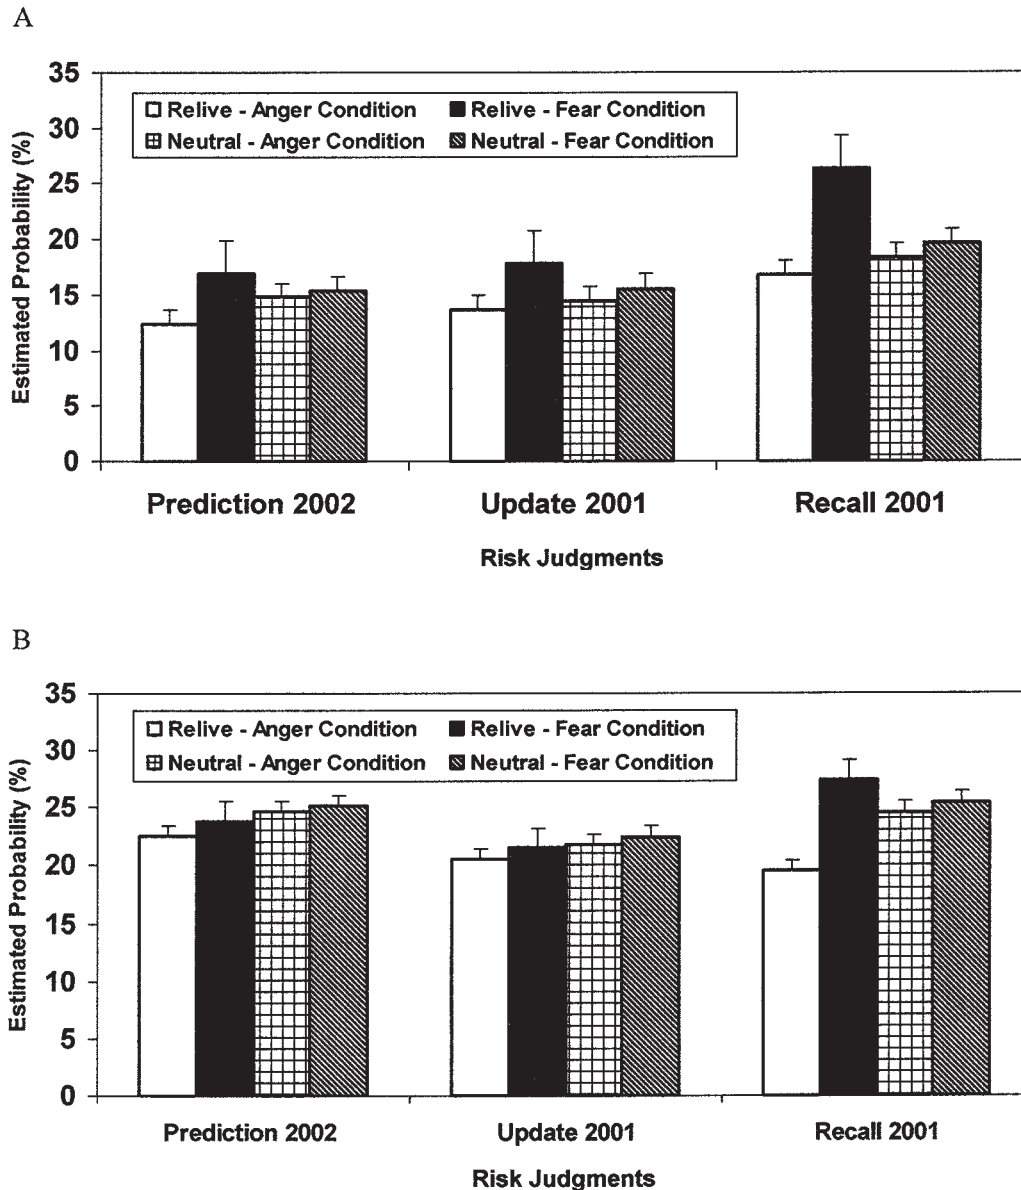 A
35
30
25
20
15
10
5
0
Estimated Probability (%)
Relive - Anger Condition Relive - Fear Condition
Neutral - Anger Condition Neutral - Fear Condition
Prediction 2002 Update 2001 Recall 2001
Risk Judgments
B
35
30
25
20
15
10
5
0
Estimated Probability (%)
Relive - Anger Condition Relive - Fear Condition
Neutral - Anger Condition Neutral - Fear Condition
Prediction 2002 Update 2001 Recall 2001
Risk Judgments